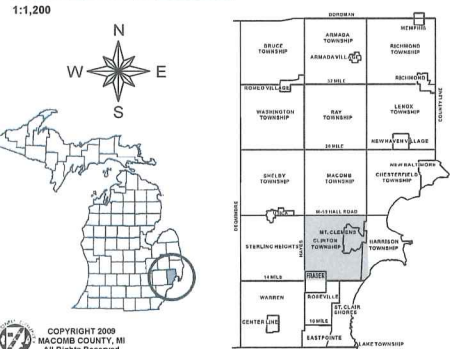 1:1,200
N
W E
S
COPYRIGHT 2009
MACOMB COUNTY, MI
All Rights Reserved
BORDMAN
MEMPHIS
BRUCE
TOWNSHIP
ARMADA
TOWNSHIP
ARMADA VILLAGE
RICHMOND
TOWNSHIP
32 MILE
RICHMOND
ROMEO VILLAGE
WASHINGTON
TOWNSHIP
RAY
TOWNSHIP
LENOX
TOWNSHIP
COUNTY LINE
NEW HAVEN VILLAGE
26 MILE
NEW BALTIMORE
SHELBY
TOWNSHIP
MACOMB
TOWNSHIP
CHESTERFIELD
TOWNSHIP
DEQUINDRE
M-59 HALL ROAD
STERLING HEIGHTS
HAYES
MT. CLEMENS
CLINTON
TOWNSHIP
HARRISON
TOWNSHIP
14 MILE
FRASER
WARREN
ROSEVILLE
ST. CLAIR
SHORES
CENTER LINE
10 MILE
EASTPOINTE
LAKE TOWNSHIP